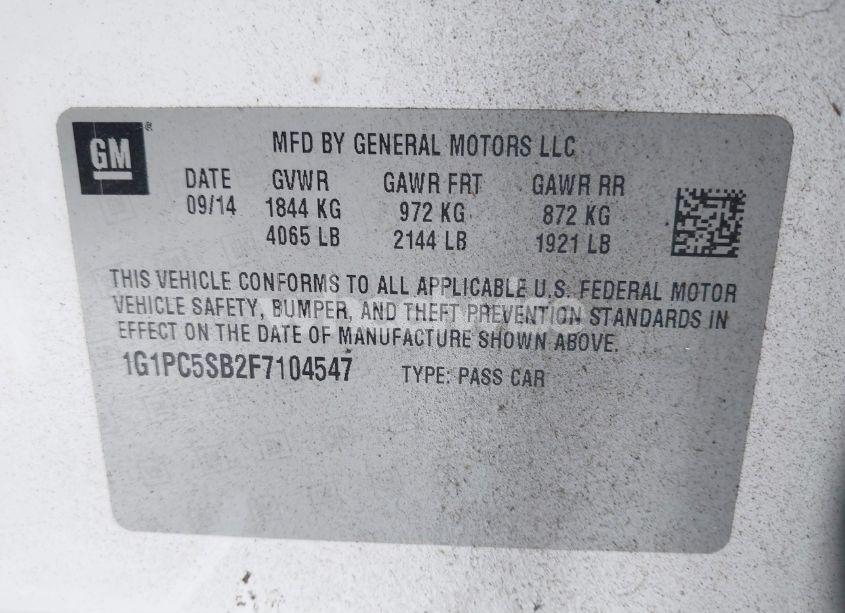 GM
MFD BY GENERAL MOTORS LLC
DATE GVWR GAWR FRT GAWR RR
09/14 1844 KG 972 KG 872 KG
4065 LB 2144 LB 1921 LB
THIS VEHICLE CONFORMS TO ALL APPLICABLE U.S. FEDERAL MOTOR
VEHICLE SAFETY, BUMPER, AND THEFT PREVENTION STANDARDS IN
EFFECT ON THE DATE OF MANUFACTURE SHOWN ABOVE.
1G1PC5SB2F7104547 TYPE: PASS CAR